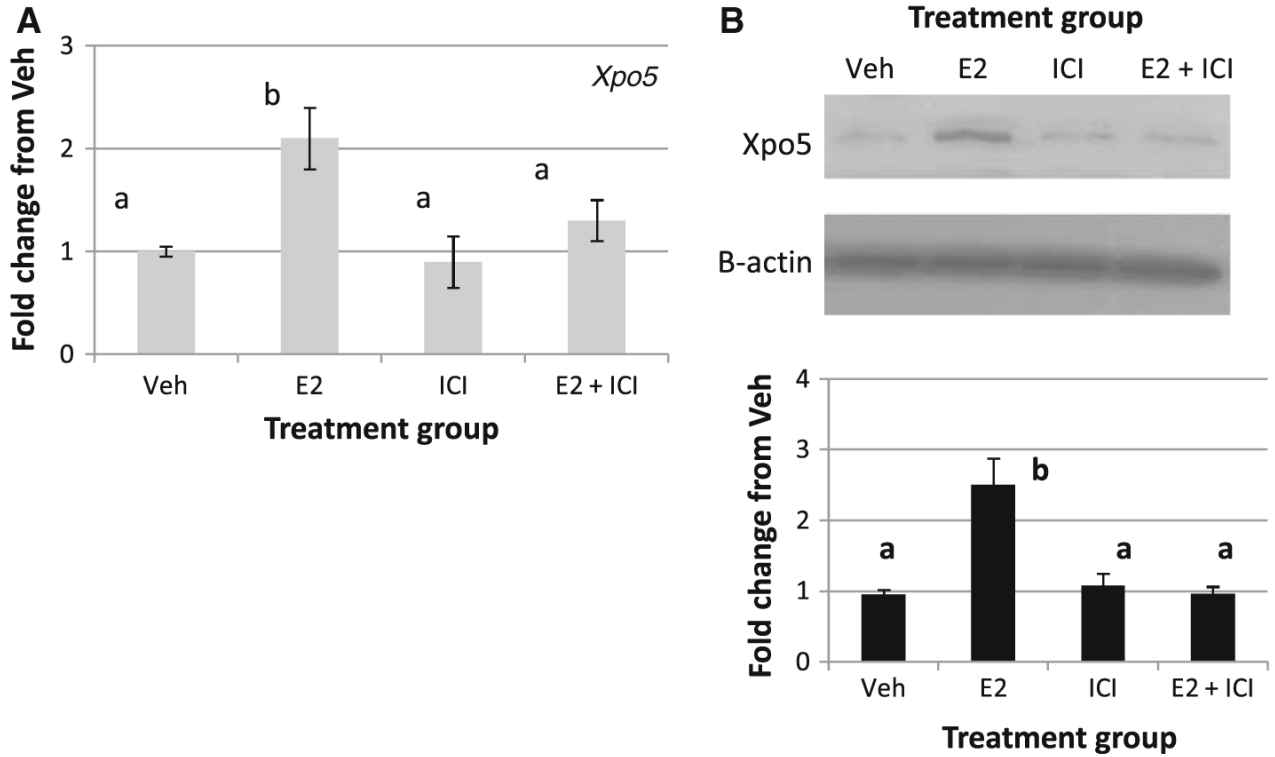 A
Fold change from Veh
3
2
1
0
Xpo5
a
b
a
a
Veh E2 ICI E2 + ICI
Treatment group
B
Treatment group
Veh E2 ICI E2 + ICI
Xpo5
B-actin
Fold change from Veh
4
3
2
1
0
a
b
a
a
Veh E2 ICI E2 + ICI
Treatment group